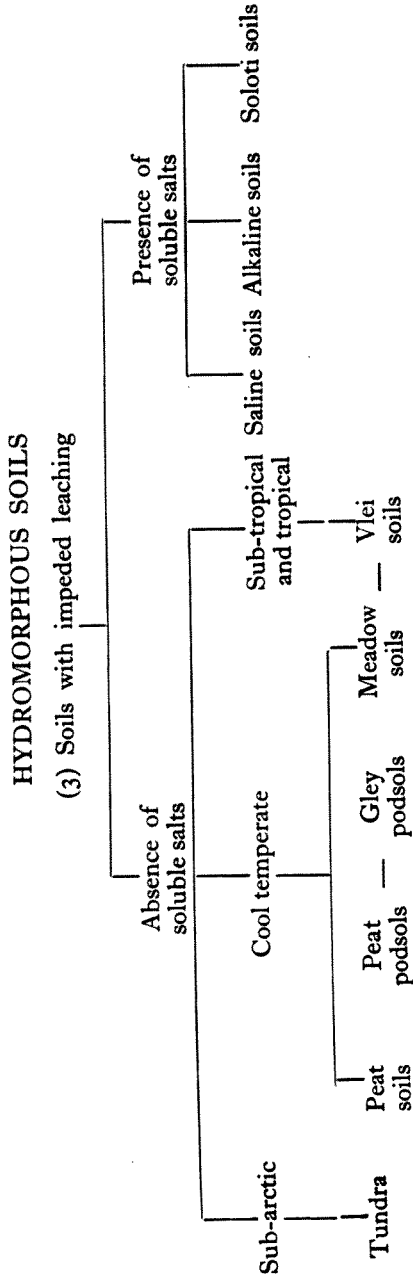 HYDROMORPHOUS SOILS
(3) Soils with impeded leaching
Absence of
soluble salts
Presence of
soluble salts
Sub-arctic
Cool temperate
Sub-tropical
and tropical
Saline soils
Alkaline soils
Soloti soils
Tundra
Peat
soils
Peat
podsols
Gley
podsols
Meadow
soils
Vlei
soils